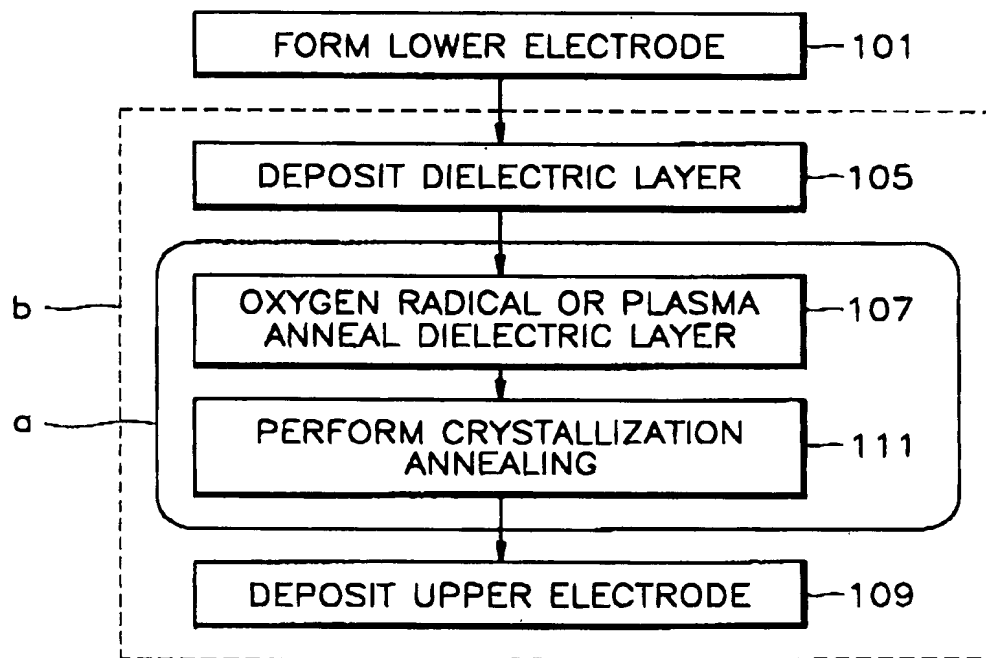 FORM LOWER ELECTRODE 101
DEPOSIT DIELECTRIC LAYER 105
b
OXYGEN RADICAL OR PLASMA
ANNEAL DIELECTRIC LAYER 107
a
PERFORM CRYSTALLIZATION
ANNEALING 111
DEPOSIT UPPER ELECTRODE 109